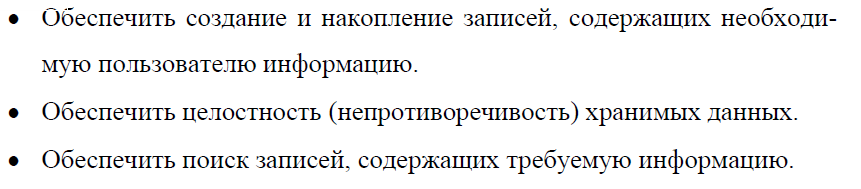 • Обеспечить создание и накопление записей, содержащих необходи-
мую пользователю информацию.
• Обеспечить целостность (непротиворечивость) хранимых данных.
• Обеспечить поиск записей, содержащих требуемую информацию.